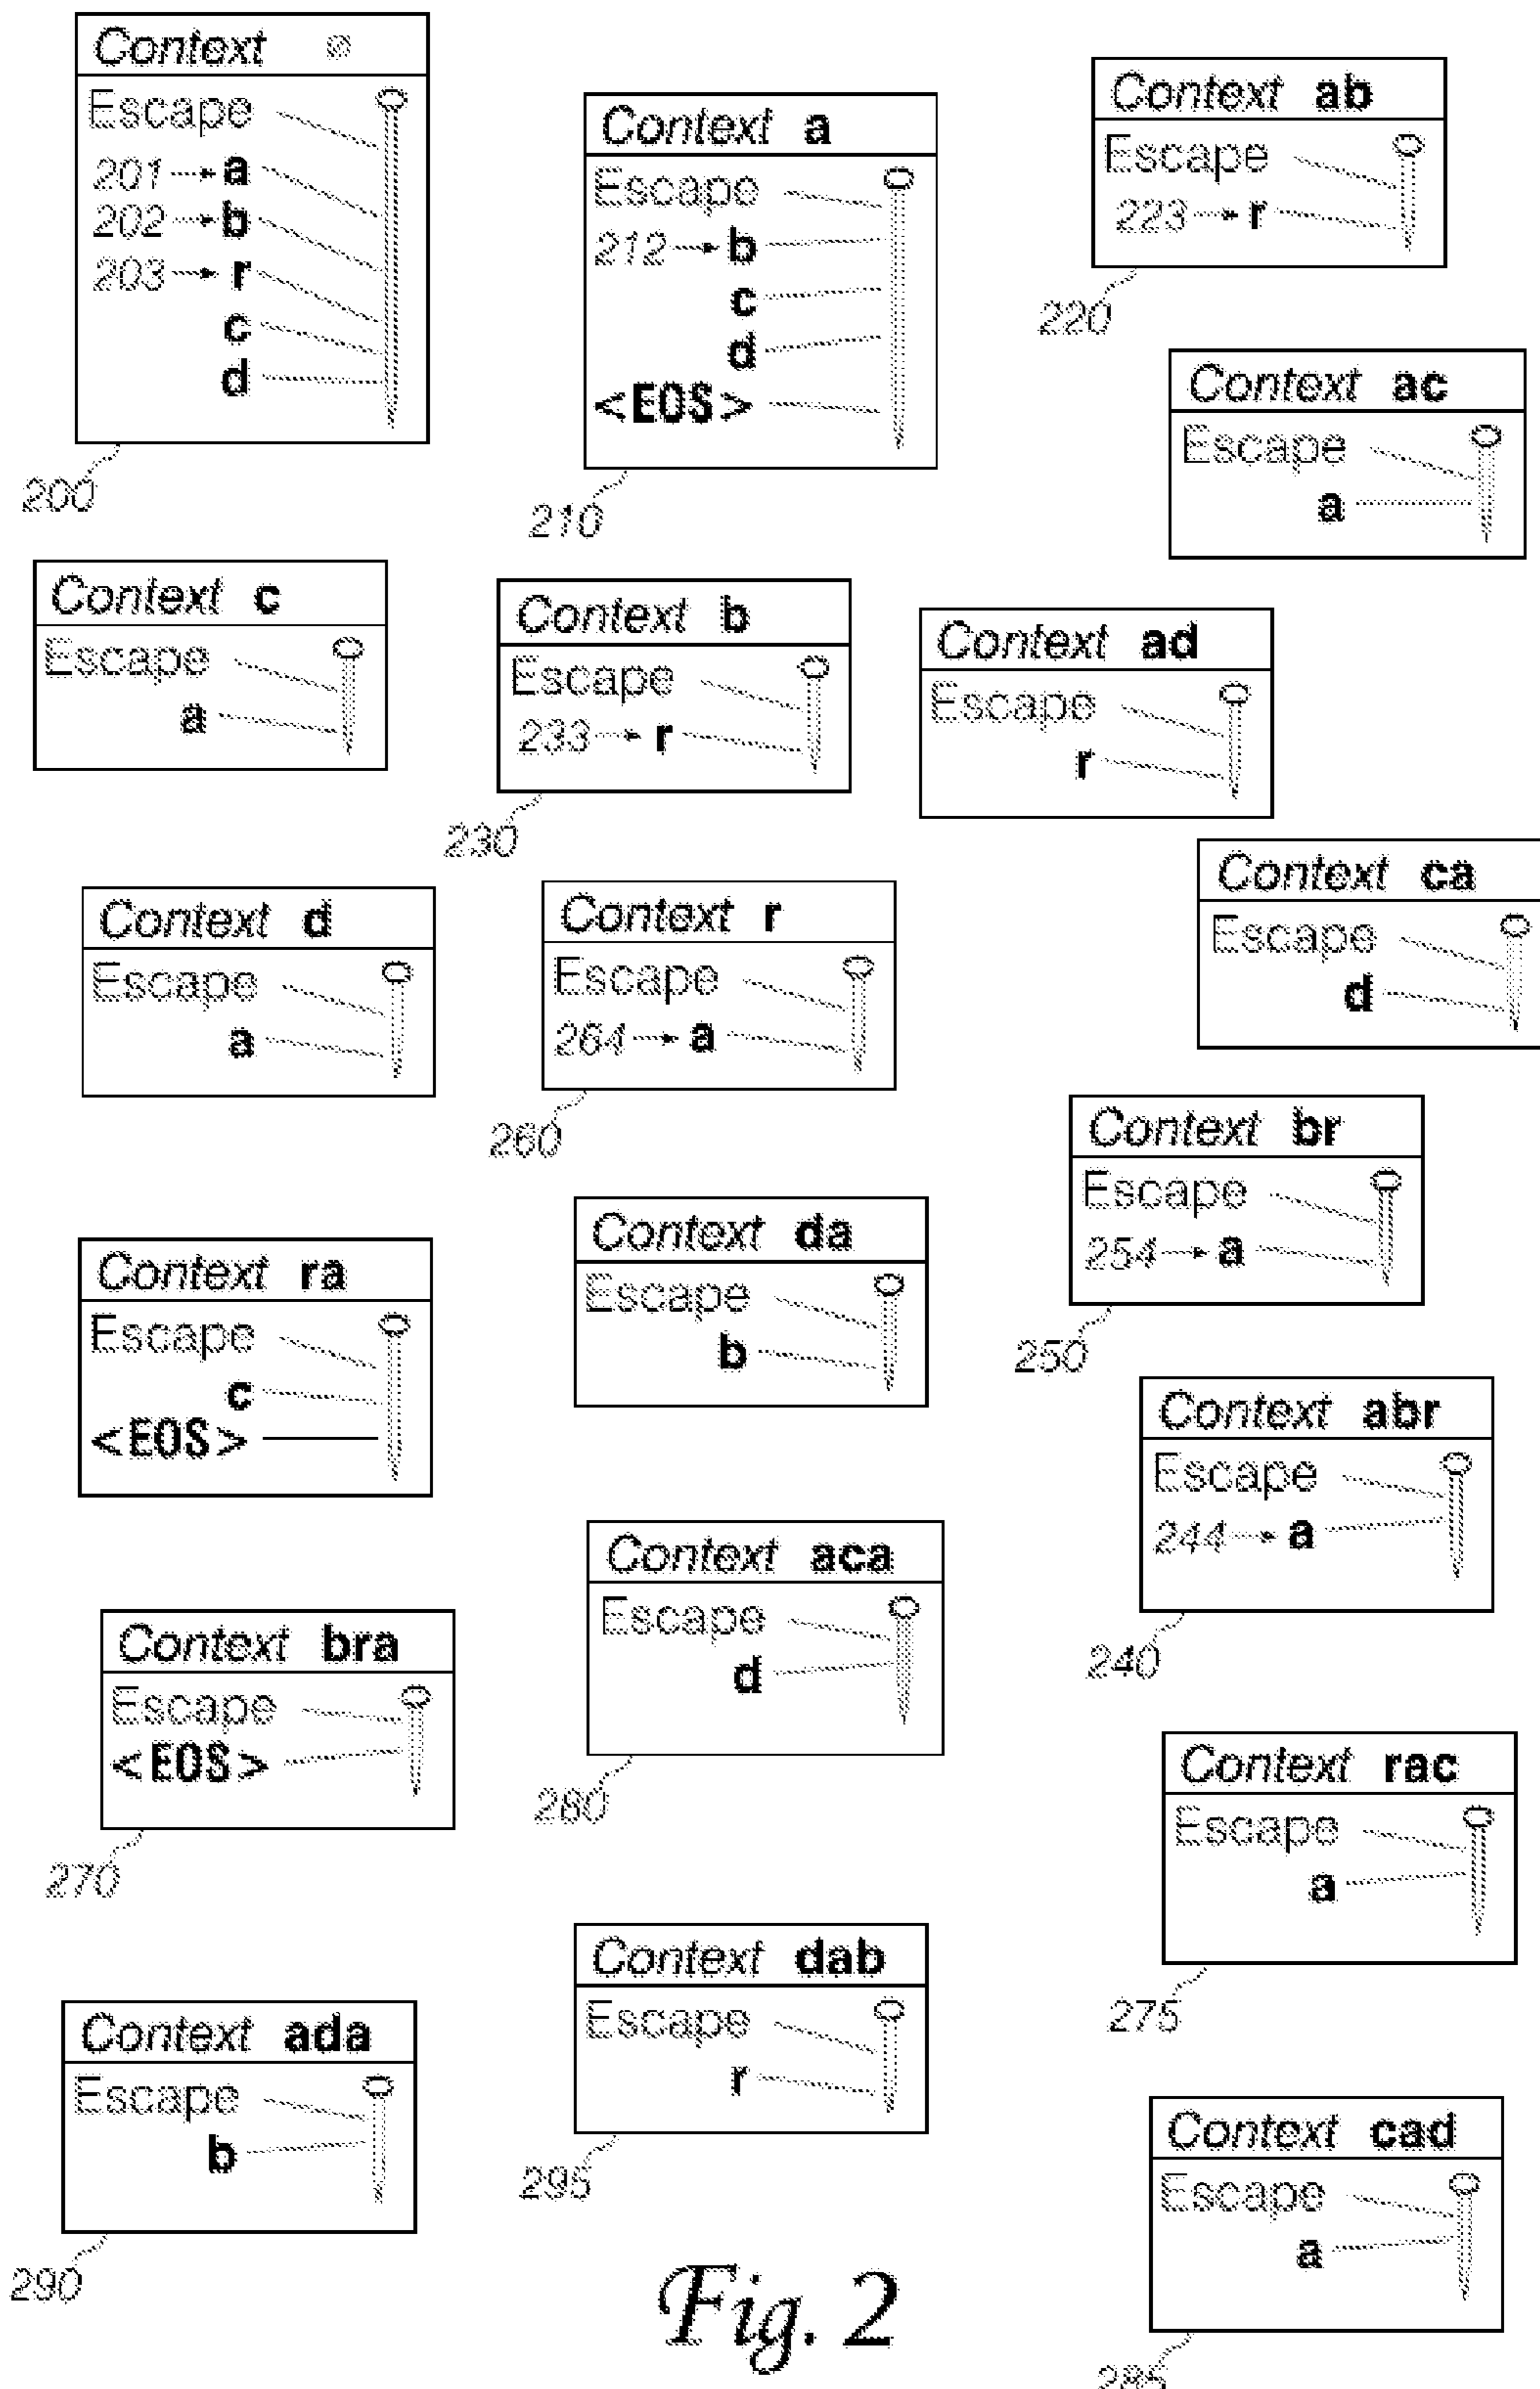 Context ∅
Escape
201 → a
202 → b
203 → r
c
d
200
Context a
Escape
212 → b
c
d
<EOS>
210
Context ab
Escape
223 → r
220
Context ac
Escape
a
Context c
Escape
a
Context b
Escape
233 → r
230
Context ad
Escape
r
Context ca
Escape
d
Context d
Escape
a
Context r
Escape
264 → a
260
Context br
Escape
254 → a
250
Context ra
Escape
c
<EOS>
Context da
Escape
b
Context abr
Escape
244 → a
240
Context aca
Escape
d
280
Context bra
Escape
<EOS>
270
Context rac
Escape
a
275
Context dab
Escape
r
295
Context ada
Escape
b
290
Context cad
Escape
a
285
Fig. 2